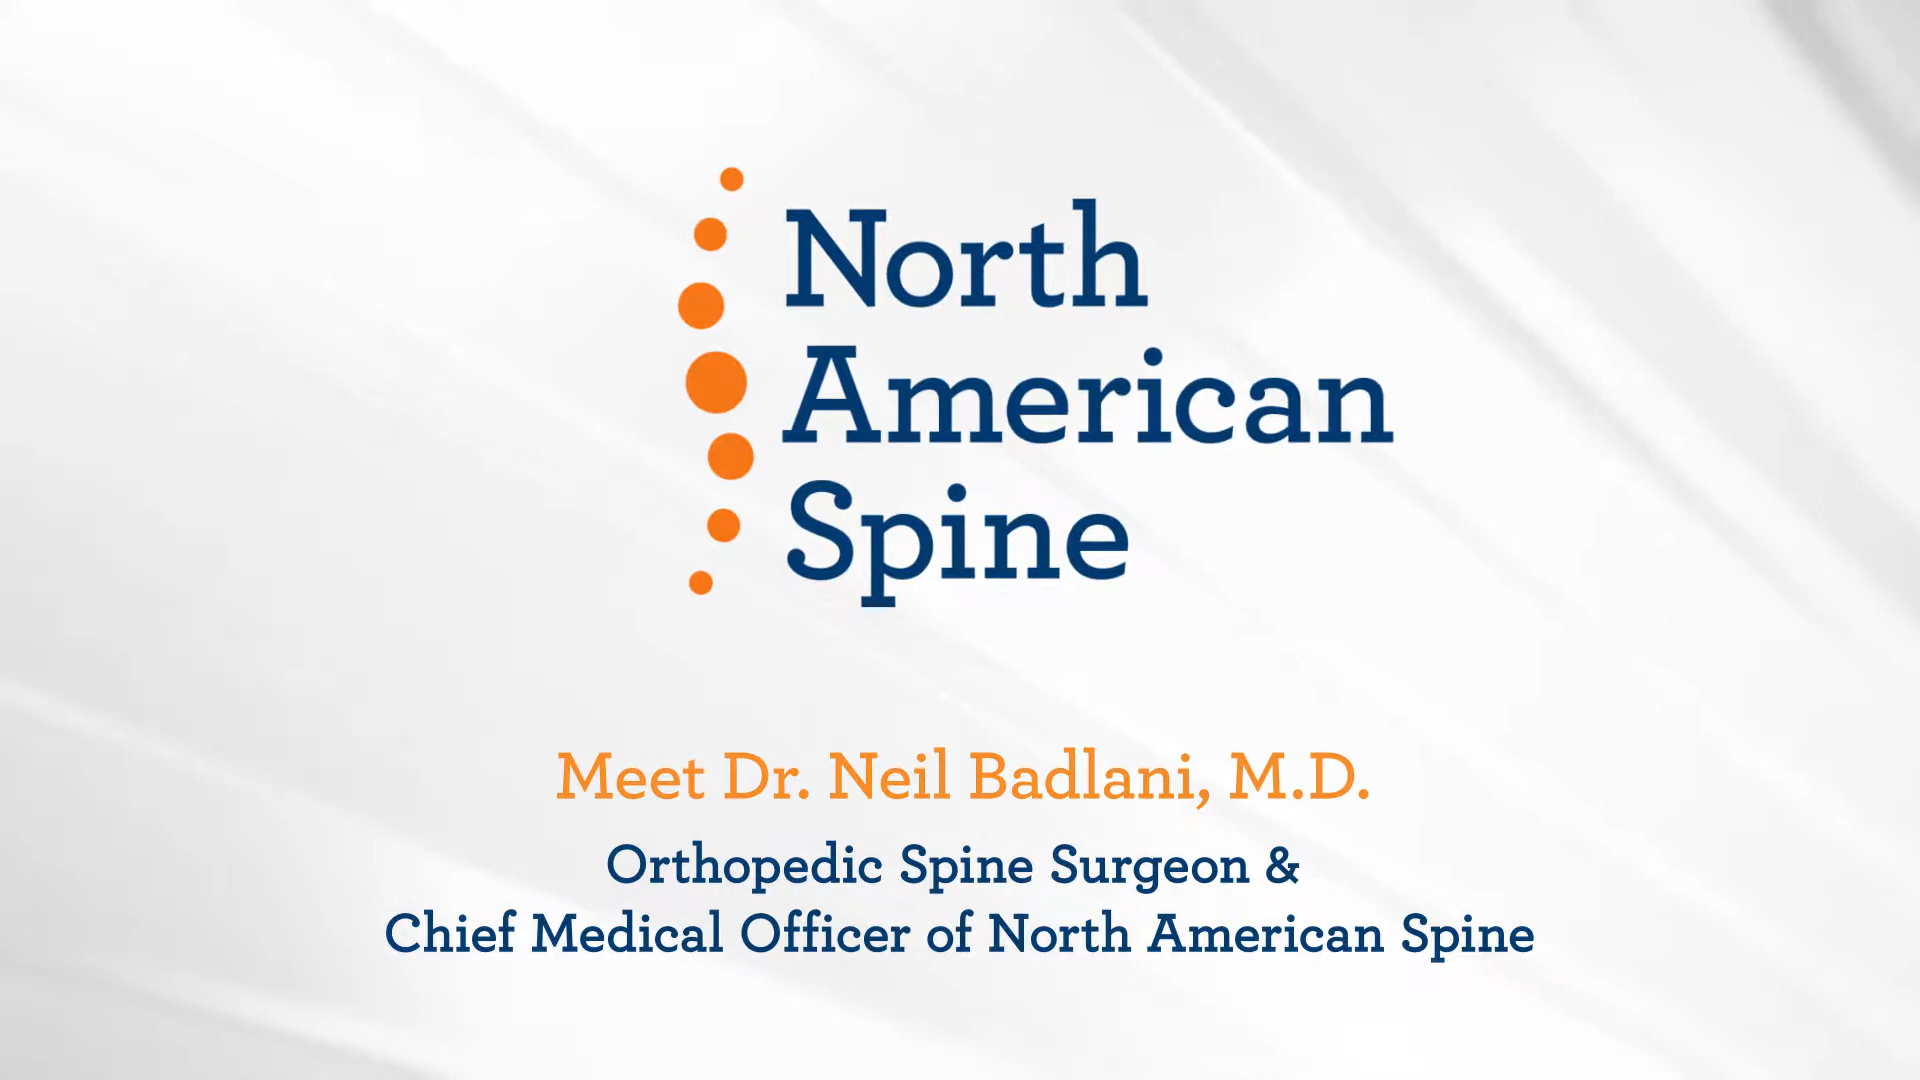 North
American
Spine
Meet Dr. Neil Badlani, M.D.
Orthopedic Spine Surgeon &
Chief Medical Officer of North American Spine